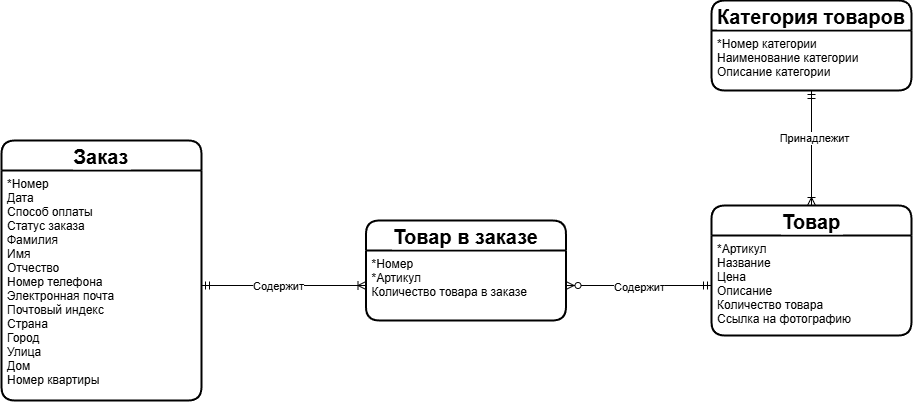 Категория товаров
*Номер категории
Наименование категории
Описание категории
Принадлежит
Заказ
*Номер
Дата
Способ оплаты
Статус заказа
Фамилия
Имя
Отчество
Номер телефона
Электронная почта
Почтовый индекс
Страна
Город
Улица
Дом
Номер квартиры
Содержит
Товар в заказе
*Номер
*Артикул
Количество товара в заказе
Содержит
Товар
*Артикул
Название
Цена
Описание
Количество товара
Ссылка на фотографию